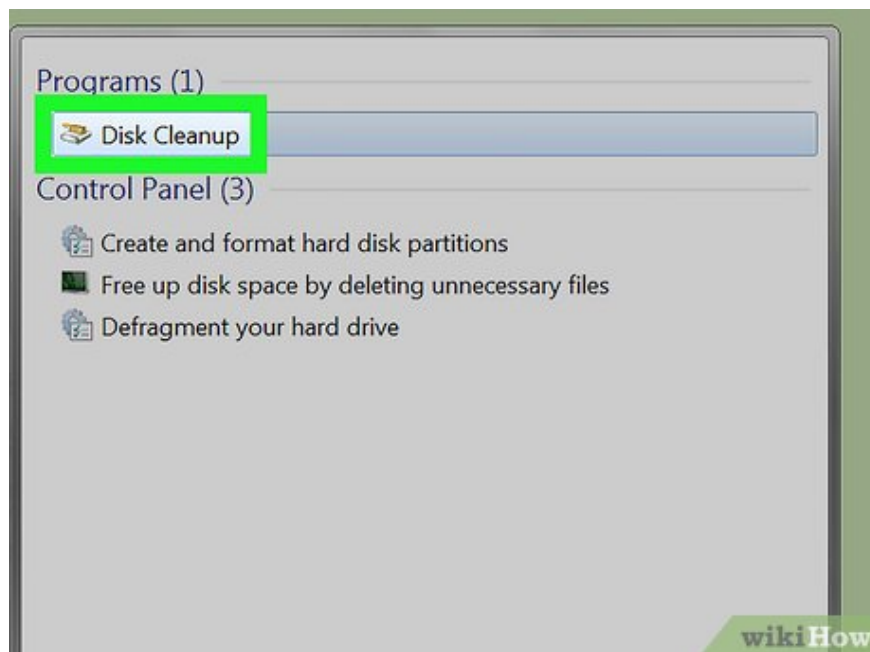 Programs (1)
Disk Cleanup
Control Panel (3)
Create and format hard disk partitions
Free up disk space by deleting unnecessary files
Defragment your hard drive
wikiHow